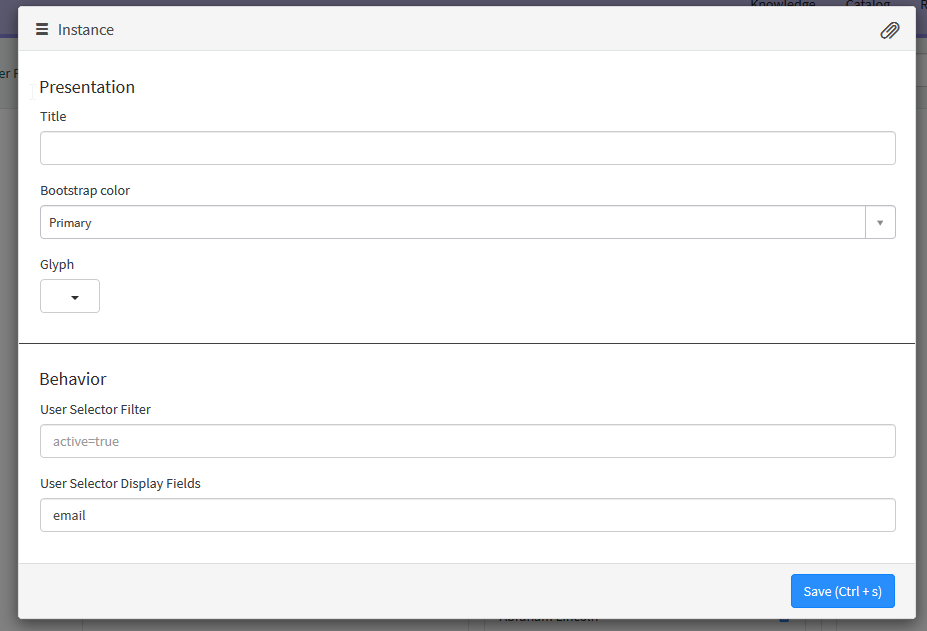 Knowledge Catalog
Instance
er F
Presentation
Title
Bootstrap color
Primary
Glyph
Behavior
User Selector Filter
active=true
User Selector Display Fields
email
Save (Ctrl + s)
Abraham Lincoln